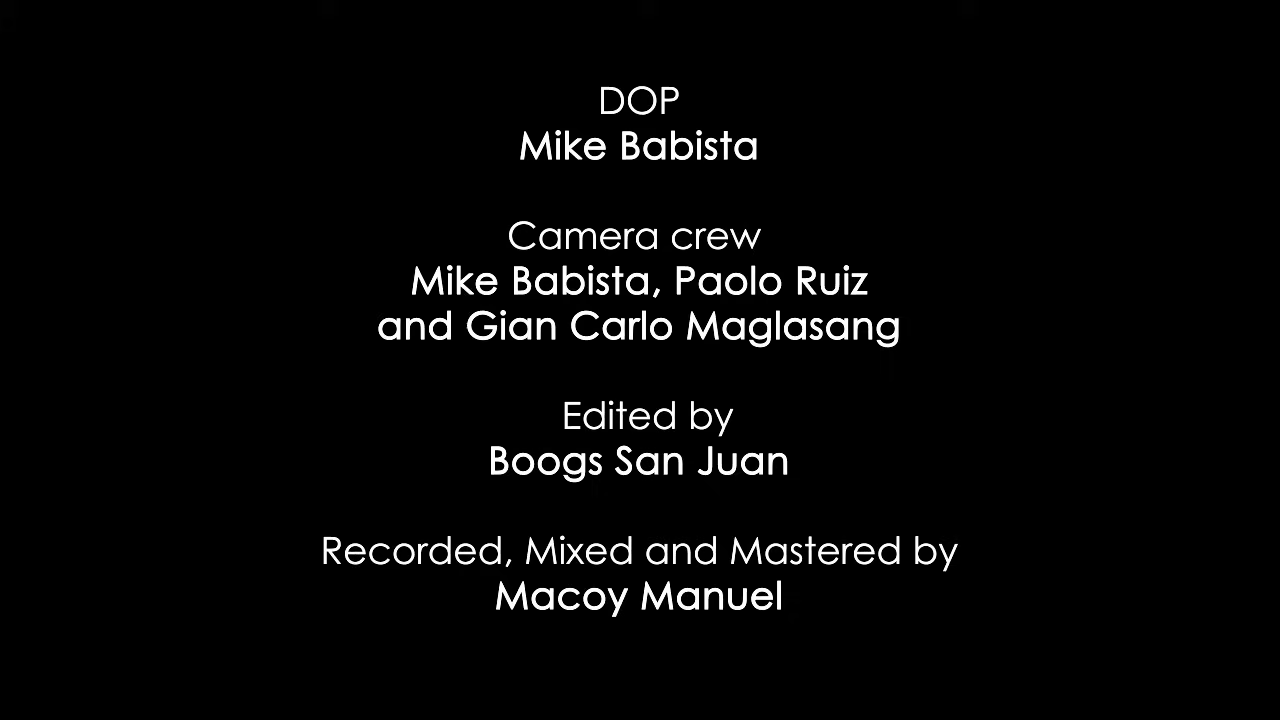 DOP
Mike Babista
Camera crew
Mike Babista, Paolo Ruiz
and Gian Carlo Maglasang
Edited by
Boogs San Juan
Recorded, Mixed and Mastered by
Macoy Manuel